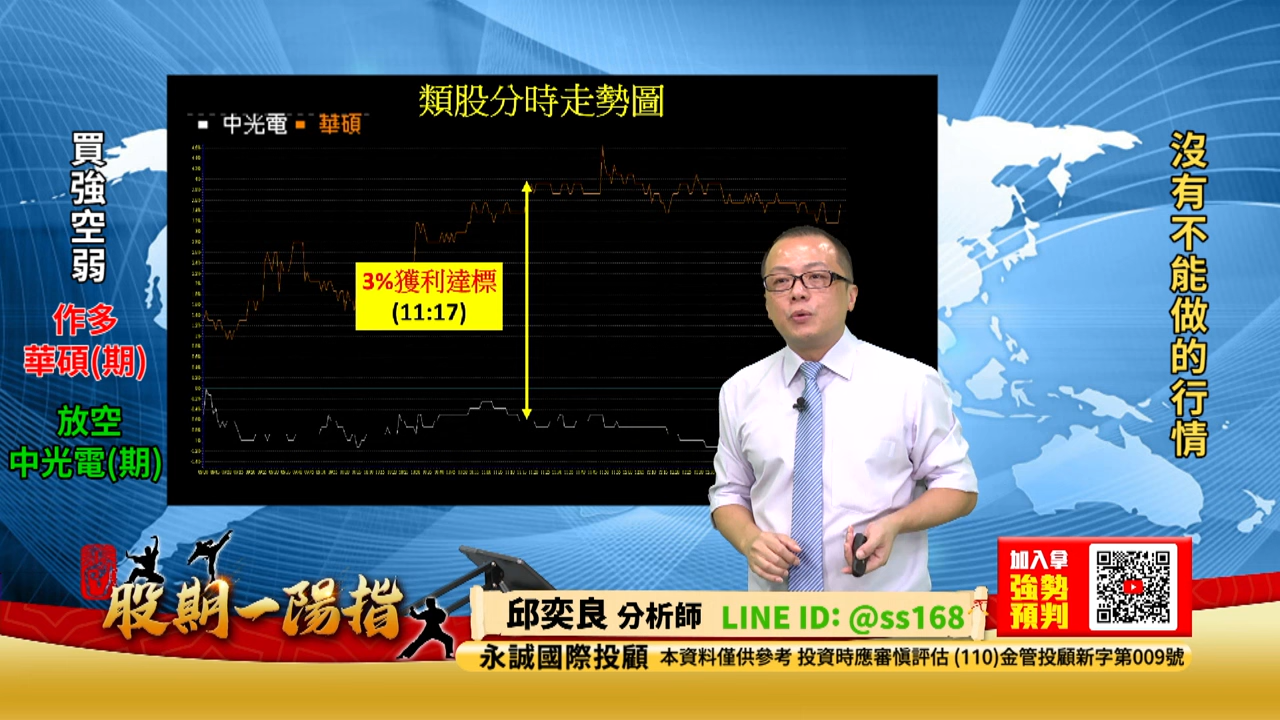 類股分時走勢圖
中光電
華碩
3%獲利達標
(11:17)
買強空弱
作多
華碩(期)
放空
中光電(期)
沒有不能做的行情
股期一陽指
邱奕良 分析師 LINE ID: @ss168
加入拿
強勢
預判
永誠國際投顧 本資料僅供參考 投資時應審慎評估 (110)金管投顧新字第009號